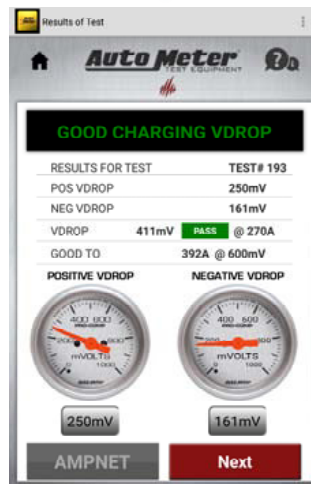 Results of Test
Auto Meter
TEST EQUIPMENT
GOOD CHARGING VDROP
RESULTS FOR TEST TEST# 193
POS VDROP 250mV
NEG VDROP 161mV
VDROP 411mV PASS @ 270A
GOOD TO 392A @ 600mV
POSITIVE VDROP NEGATIVE VDROP
400 600
200 800
mVOLTS
0 1000
400 600
800
mVOLTS
0 1000
250mV 161mV
AMPNET Next